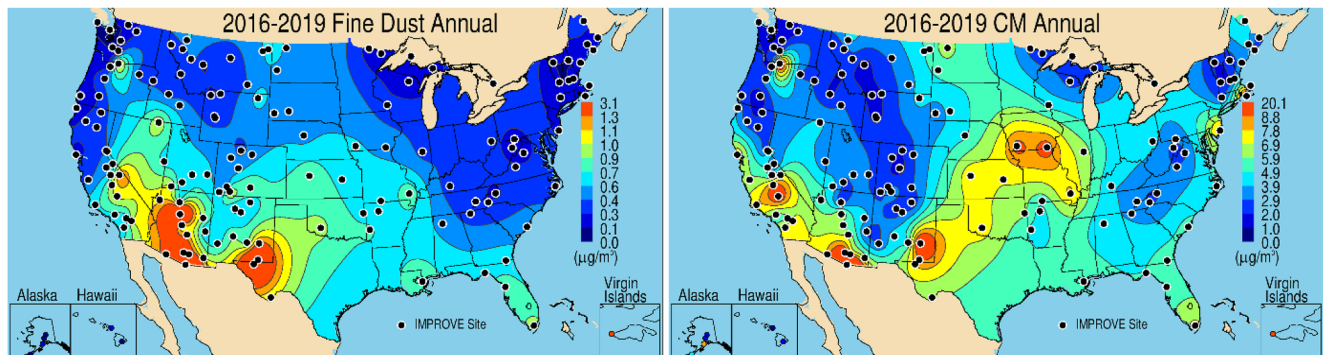 2016-2019 Fine Dust Annual
3.1
1.3
1.1
0.9
0.7
0.6
0.4
0.3
0.1
0.0
(μg/m³)
Alaska
Hawaii
IMPROVE Site
Virgin
Islands
2016-2019 CM Annual
20.1
8.8
7.8
6.9
5.9
4.9
3.9
2.9
2.0
1.0
0.0
(μg/m³)
Alaska
Hawaii
IMPROVE Site
Virgin
Islands